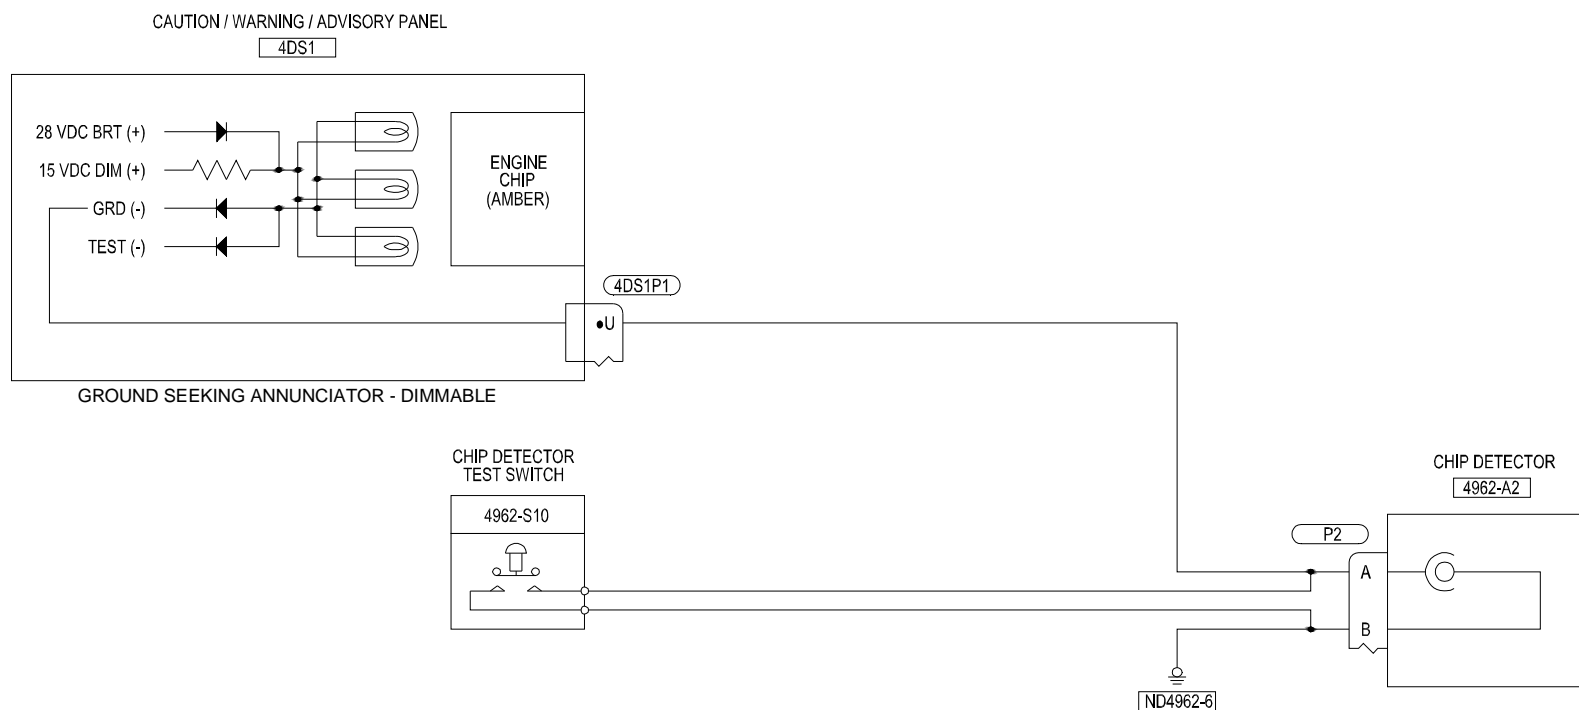 CAUTION / WARNING / ADVISORY PANEL
4DS1
28 VDC BRT (+)
15 VDC DIM (+)
GRD (-)
TEST (-)
ENGINE
CHIP
(AMBER)
4DS1P1
U
GROUND SEEKING ANNUNCIATOR - DIMMABLE
CHIP DETECTOR
TEST SWITCH
4962-S10
CHIP DETECTOR
4962-A2
P2
A
B
ND4962-6